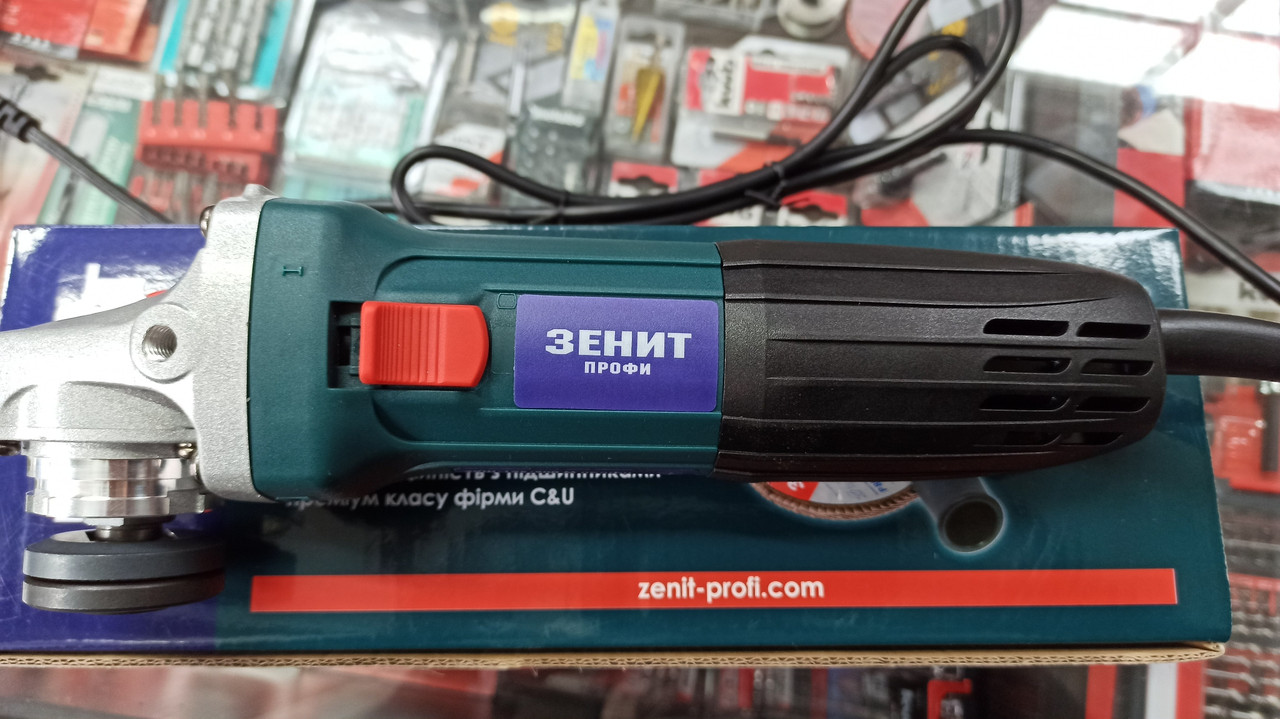 I
ЗЕНИТ
ПРОФИ
з підшипниками
преміум класу фірми C&U
zenit-profi.com